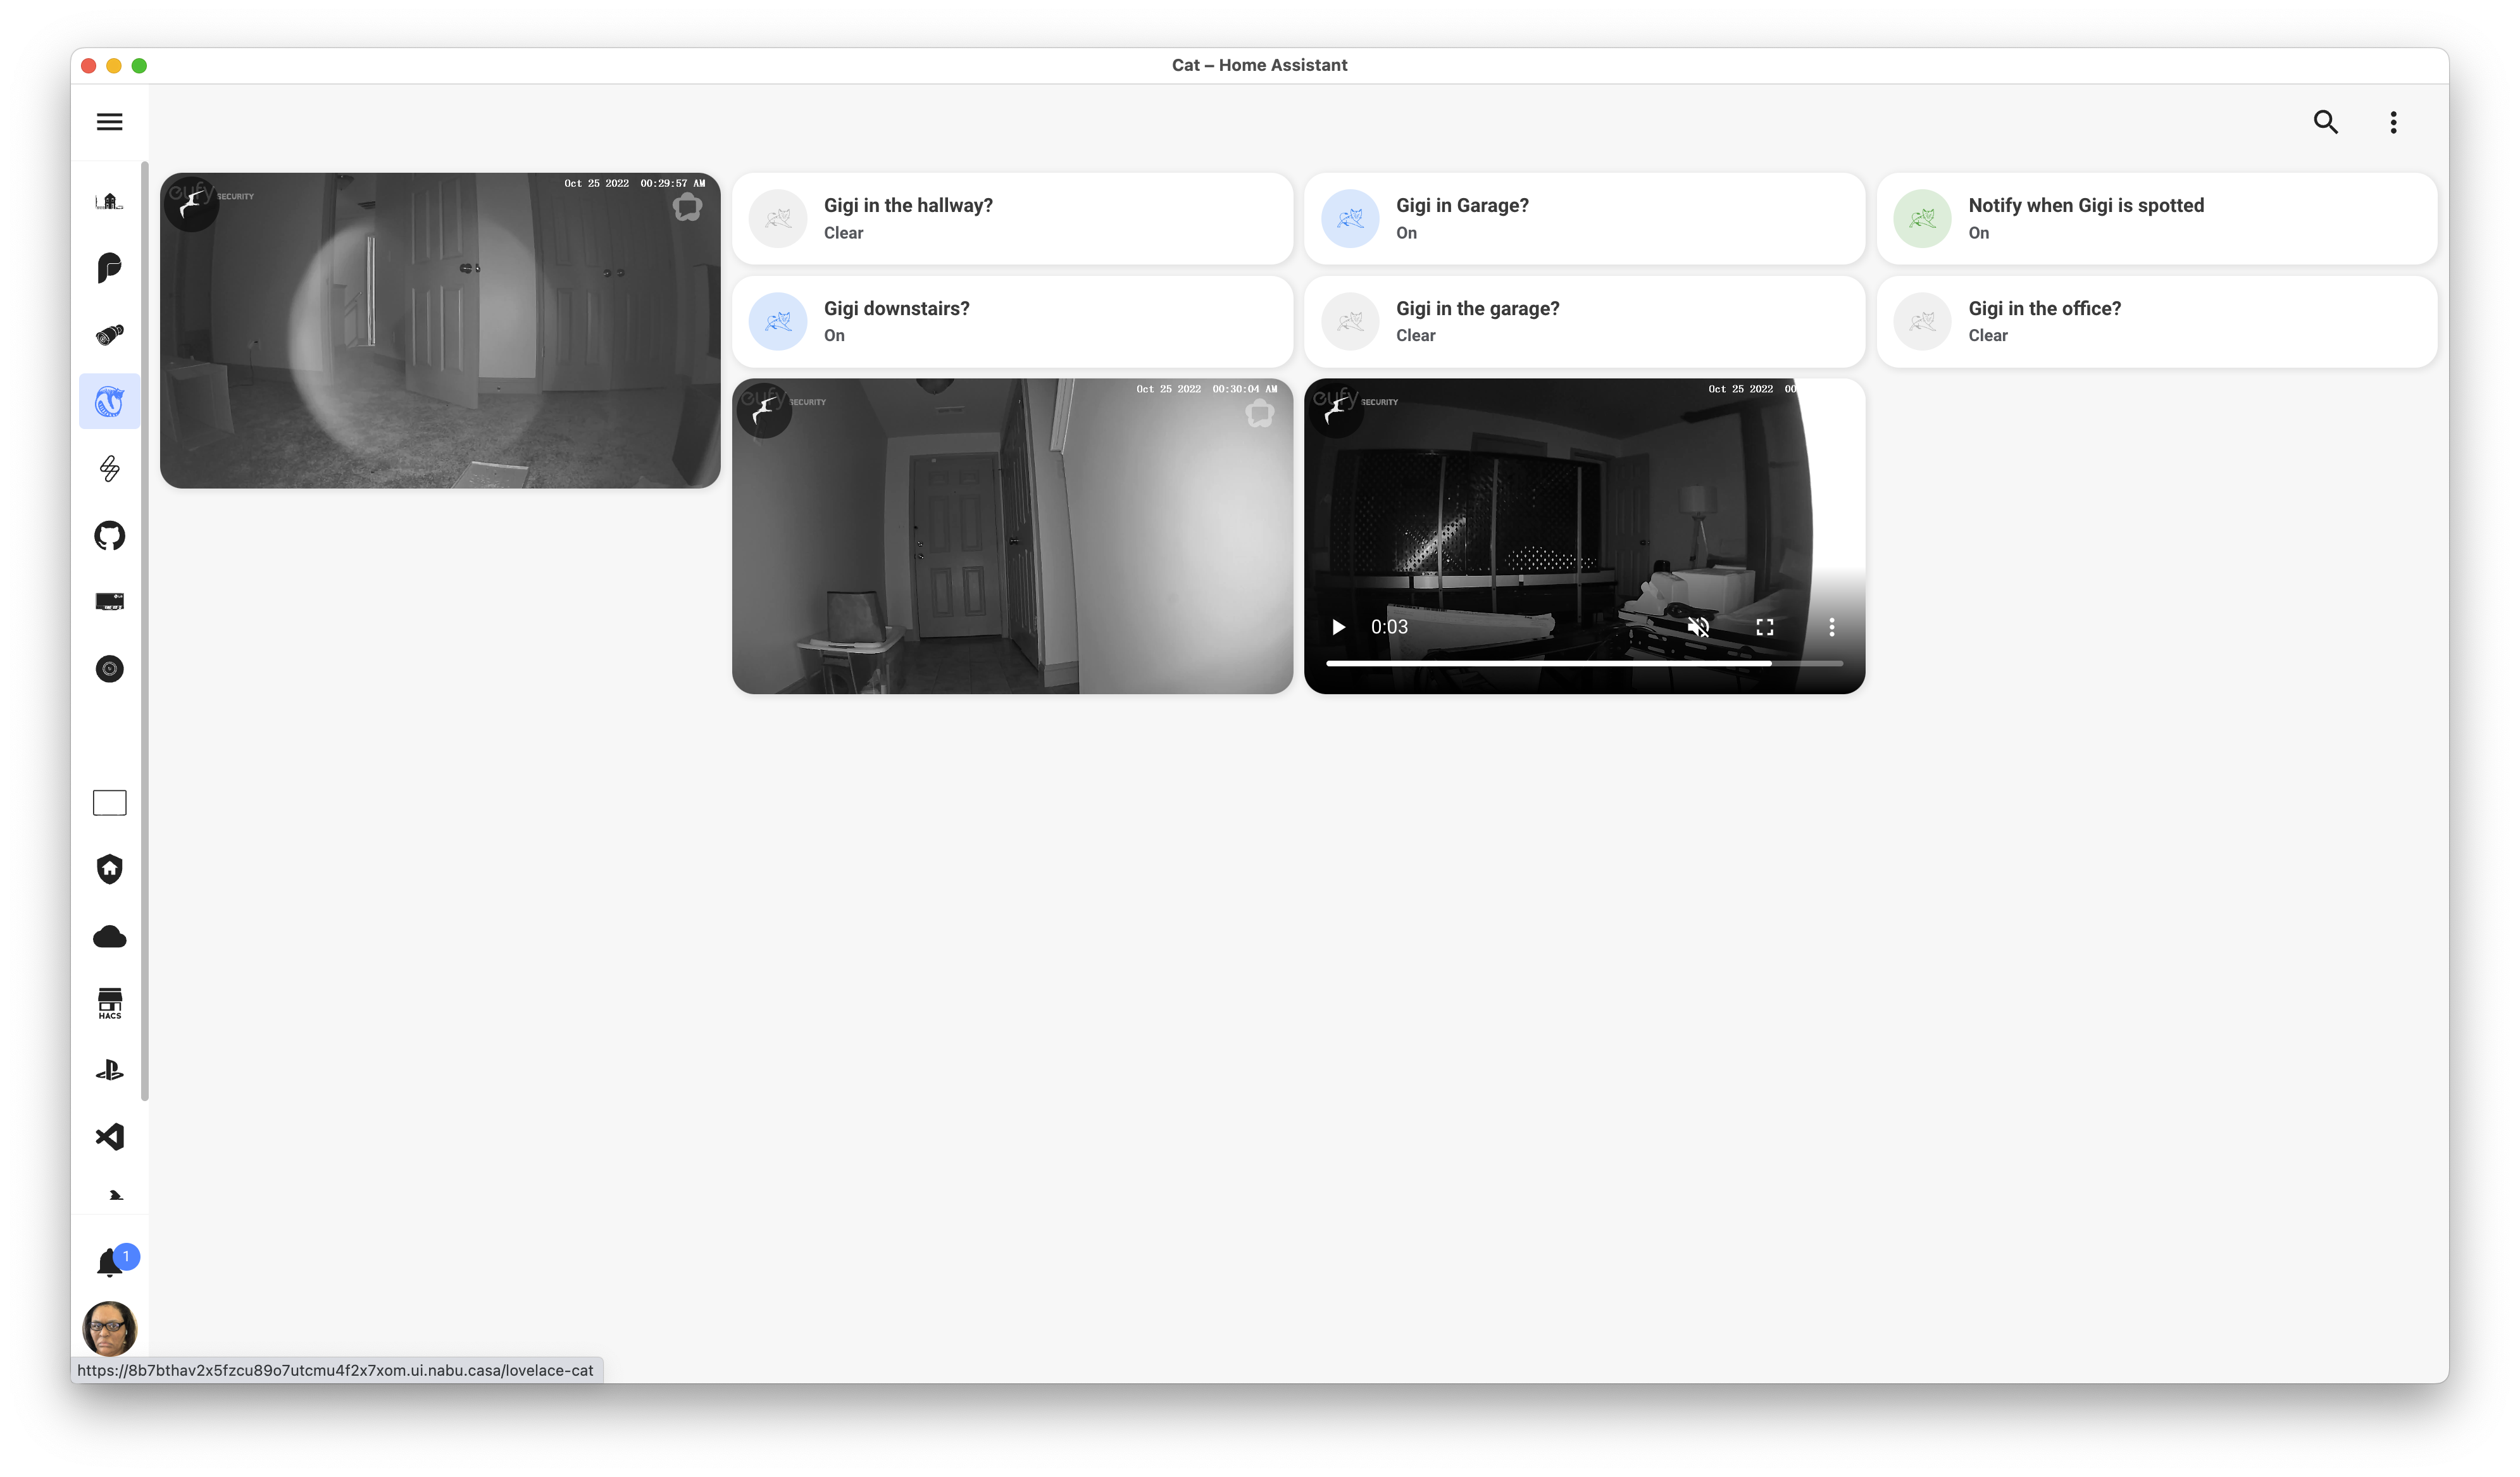 Cat – Home Assistant
eufy SECURITY
Oct 25 2022 00:29:57 AM
Gigi in the hallway?
Clear
Gigi in Garage?
On
Notify when Gigi is spotted
On
Gigi downstairs?
On
Gigi in the garage?
Clear
Gigi in the office?
Clear
eufy SECURITY
Oct 25 2022 00:30:04 AM
eufy SECURITY
Oct 25 2022 00
0:03
HACS
1
https://8b7bthav2x5fzcu89o7utcmu4f2x7xom.ui.nabu.casa/lovelace-cat